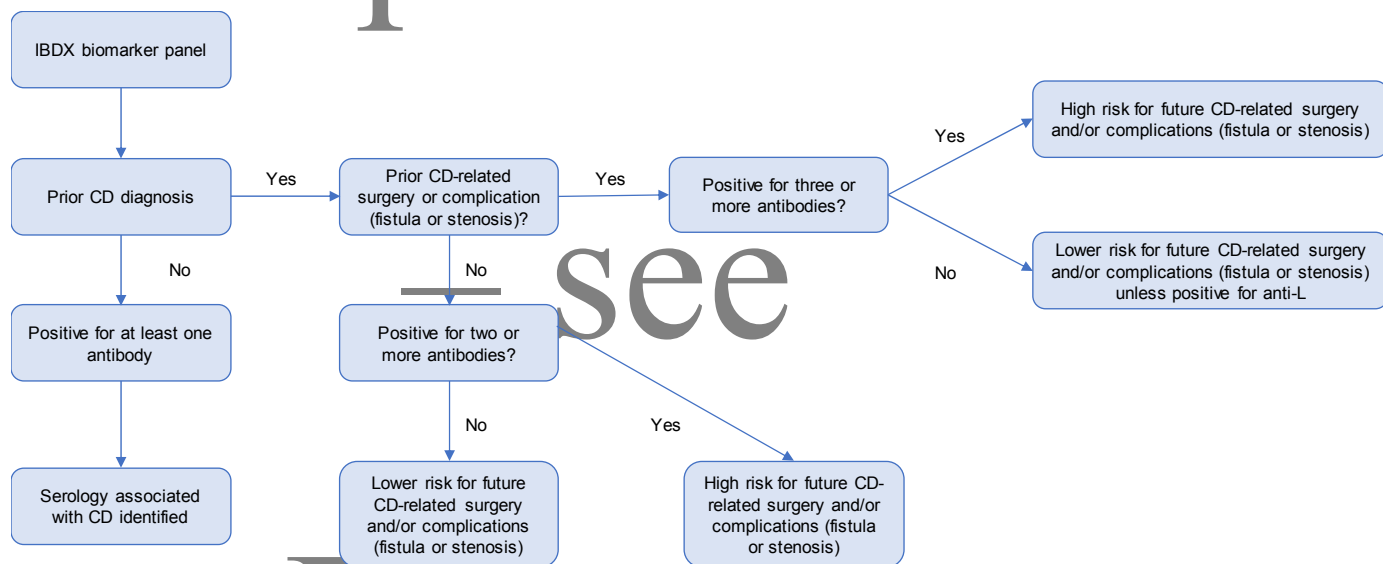 IBDX biomarker panel
Prior CD diagnosis
Yes
Prior CD-related
surgery or complication
(fistula or stenosis)?
Yes
Positive for three or
more antibodies?
Yes
High risk for future CD-related surgery
and/or complications (fistula or stenosis)
No
Lower risk for future CD-related surgery
and/or complications (fistula or stenosis)
unless positive for anti-L
No
Positive for at least one
antibody
Serology associated
with CD identified
No
Positive for two or
more antibodies?
No
Lower risk for future
CD-related surgery
and/or complications
(fistula or stenosis)
Yes
High risk for future CD-
related surgery and/or
complications (fistula
or stenosis)
see